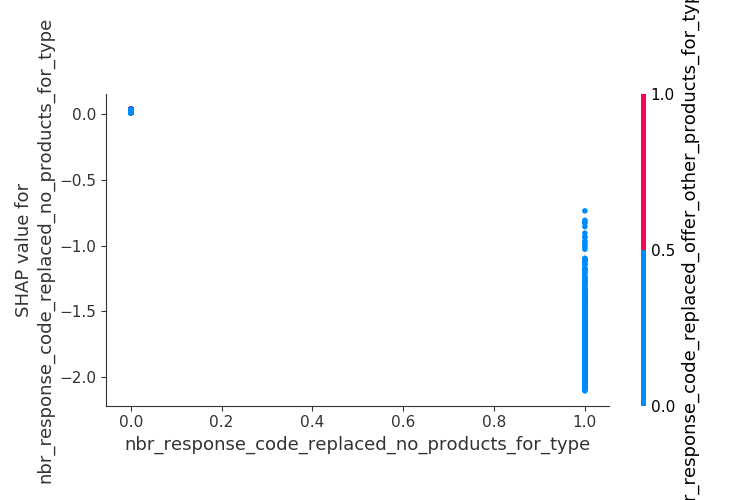 SHAP value for
nbr_response_code_replaced_no_products_for_type
0.0
−0.5
−1.0
−1.5
−2.0
0.0 0.2 0.4 0.6 0.8 1.0
nbr_response_code_replaced_no_products_for_type
1.0
0.5
0.0
r_response_code_replaced_offer_other_products_for_typ